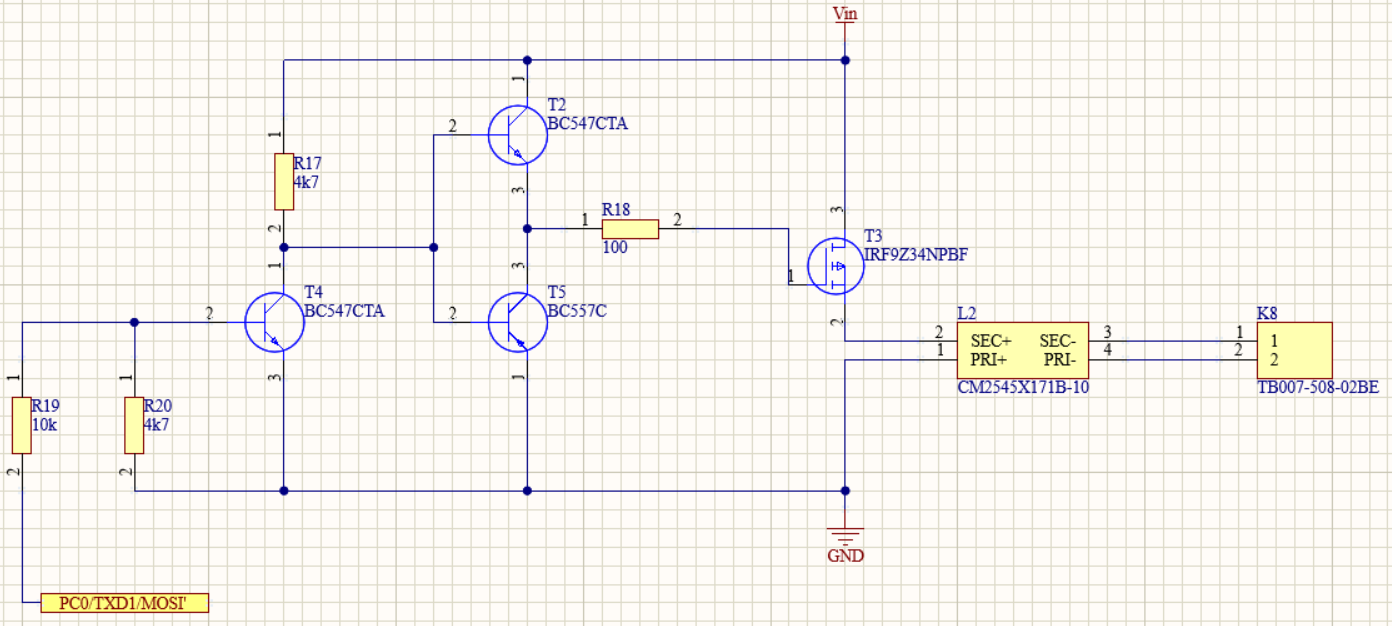 Vin
1
T2
BC547CTA
2
1
R17
4k7
3
3
R18
1
2
100
2
T3
IRF9Z34NPBF
1
3
1
T4
BC547CTA
2
T5
BC557C
2
2
L2
K8
2
SEC+
SEC-
3
1
1
1
PRI+
PRI-
4
2
2
CM2545X171B-10
TB007-508-02BE
1
1
3
1
R19
10k
R20
4k7
2
2
GND
PC0/TXD1/MOSI'